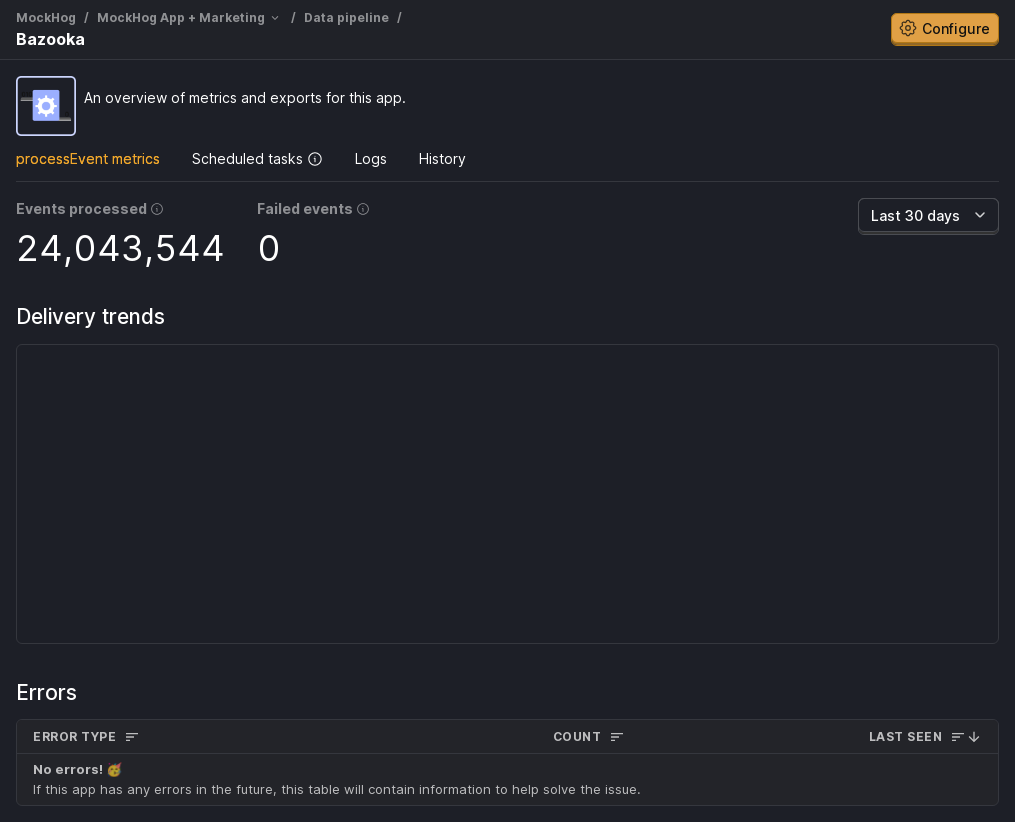 MockHog / MockHog App + Marketing / Data pipeline /
Bazooka
Configure
An overview of metrics and exports for this app.
processEvent metrics Scheduled tasks Logs History
Events processed Failed events
Last 30 days
24,043,544 0
Delivery trends
Errors
ERROR TYPE COUNT LAST SEEN
No errors! 🥳
If this app has any errors in the future, this table will contain information to help solve the issue.